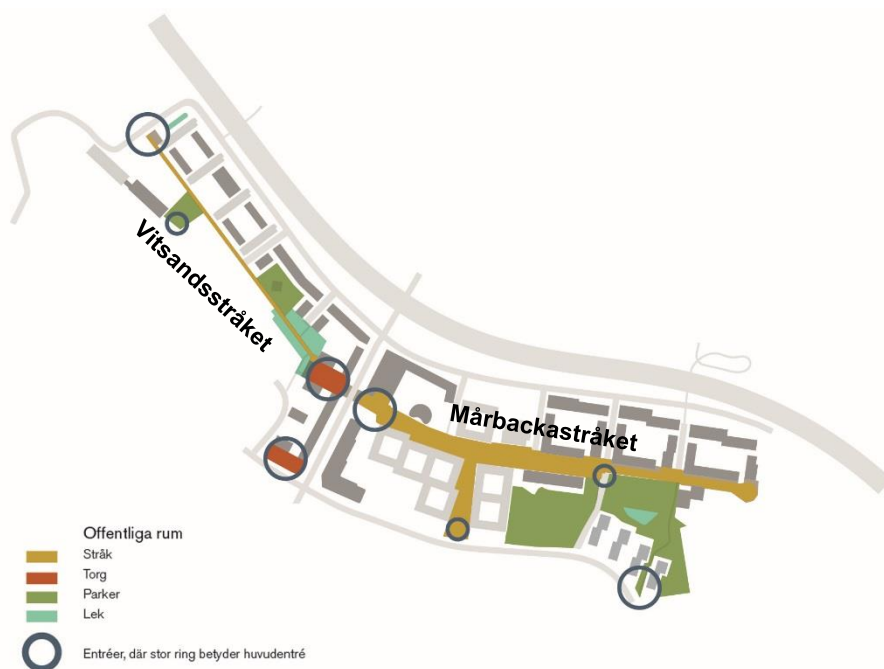 Vitsandsstråket
Mårbackastråket
Offentliga rum
Stråk
Torg
Parker
Lek
Entréer, där stor ring betyder huvudentré